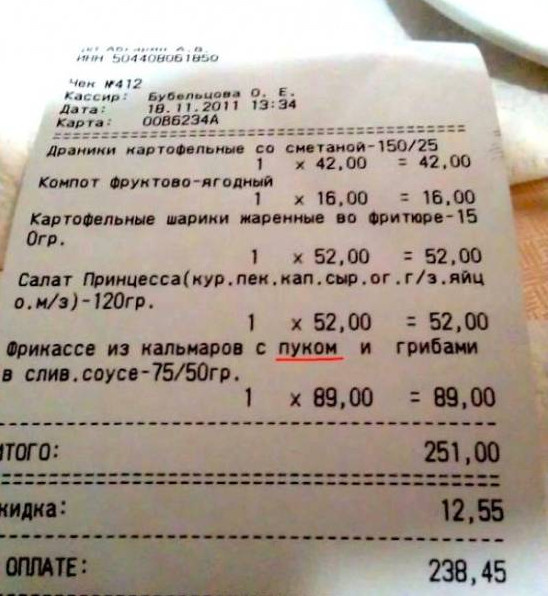 ИНН 504408061850
Чек №412
Кассир: Бубельцова О. Е.
Дата: 18.11.2011 13:34
Карта: 00B6234A
Драники картофельные со сметаной-150/25
1 х 42,00 = 42,00
Компот фруктово-ягодный
1 х 16,00 = 16,00
Картофельные шарики жаренные во фритюре-15
0гр.
1 х 52,00 = 52,00
Салат Принцесса(кур.пек.кап.сыр.ог.г/з.яйц
о.м/з)-120гр.
1 х 52,00 = 52,00
Фрикассе из кальмаров с пуком и грибами
в слив.соусе-75/50гр.
1 х 89,00 = 89,00
ИТОГО: 251,00
кидка: 12,55
ОПЛАТЕ: 238,45